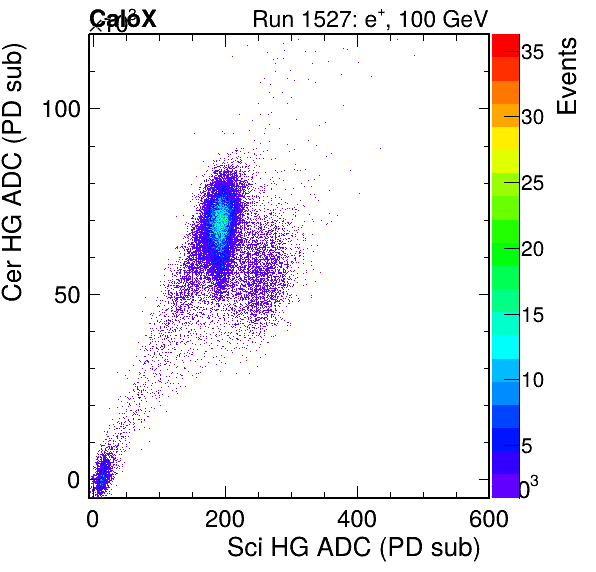 CaloX
×10³
Run 1527: e⁺, 100 GeV
Cer HG ADC (PD sub)
100
50
0
0 200 400 600
Sci HG ADC (PD sub)
35
30
25
20
15
10
5
0
Events